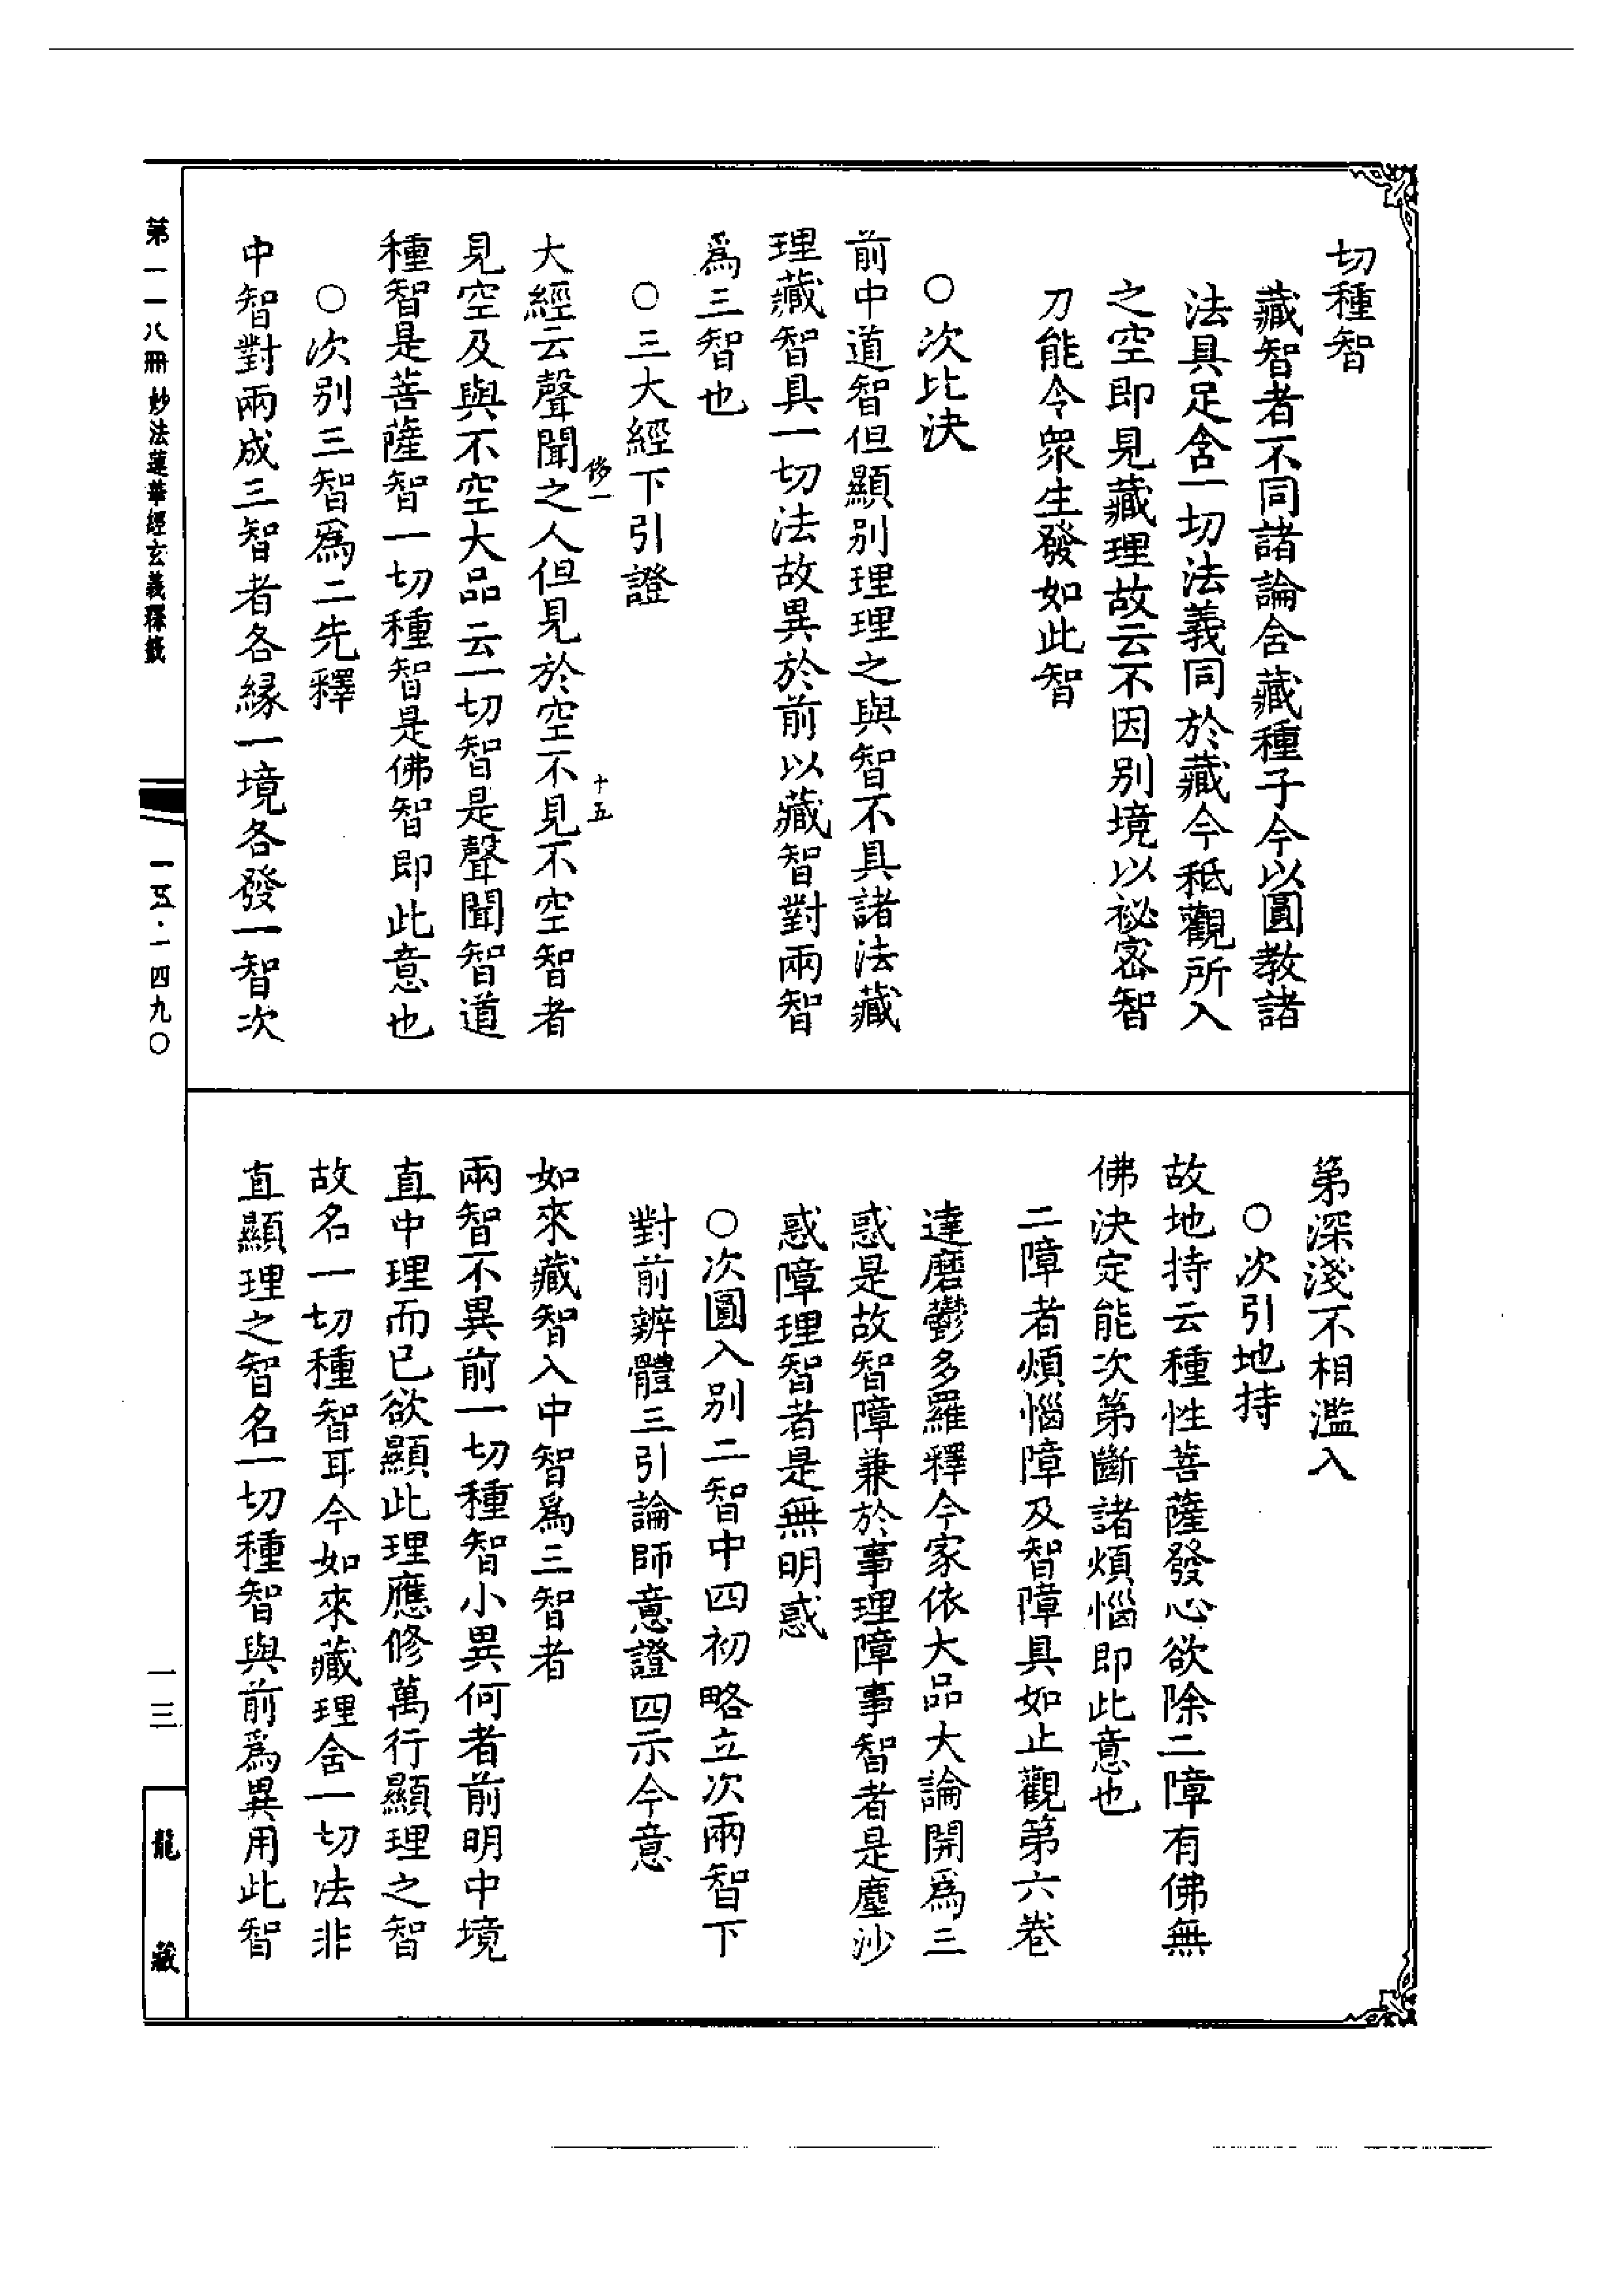 切種智
藏智者不同諸論含藏種子今以圓教諸
法具足含一切法義同於藏今秖觀所入
之空即見藏理故云不因別境以祕密智
刀能令衆生發如此智
○次比決
前中道智但顯別理理之與智不具諸法藏
理藏智具一切法故異於前以藏智對兩智
爲三智也
○三大經下引證
侈一
十五
大經云聲聞之人但見於空不見不空智者
見空及與不空大品云一切智是聲聞智道
種智是菩薩智一切種智是佛智即此意也
○次別三智爲二先釋
中智對兩成三智者各緣一境各發一智次
第深淺不相濫入
○次引地持
故地持云種性菩薩發心欲除二障有佛無
佛決定能次第斷諸煩惱即此意也
二障者煩惱障及智障具如止觀第六卷
達磨鬱多羅釋今家依大品大論開爲三
惑是故智障兼於事理障事智者是塵沙
惑障理智者是無明惑
○次圓入別二智中四初略立次兩智下
對前辨體三引論師意證四示今意
如來藏智入中智爲三智者
兩智不異前一切種智小異何者前明中境
直中理而已欲顯此理應修萬行顯理之智
故名一切種智耳今如來藏理含一切法非
直顯理之智名一切種智與前爲異用此智
第一一八冊 妙法蓮華經玄義釋籤
一五·一四九○
一三
龍藏